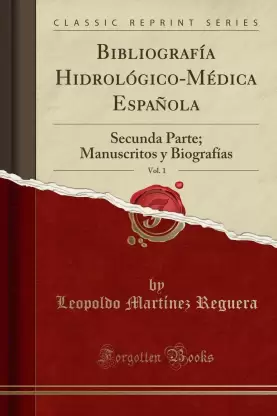 CLASSIC REPRINT SERIES
BIBLIOGRAFÍA
HIDROLÓGICO-MÉDICA
ESPAÑOLA
Secunda Parte;
Manuscritos y Biografías
Vol. 1
by
Leopoldo Martínez Reguera
Forgotten Books